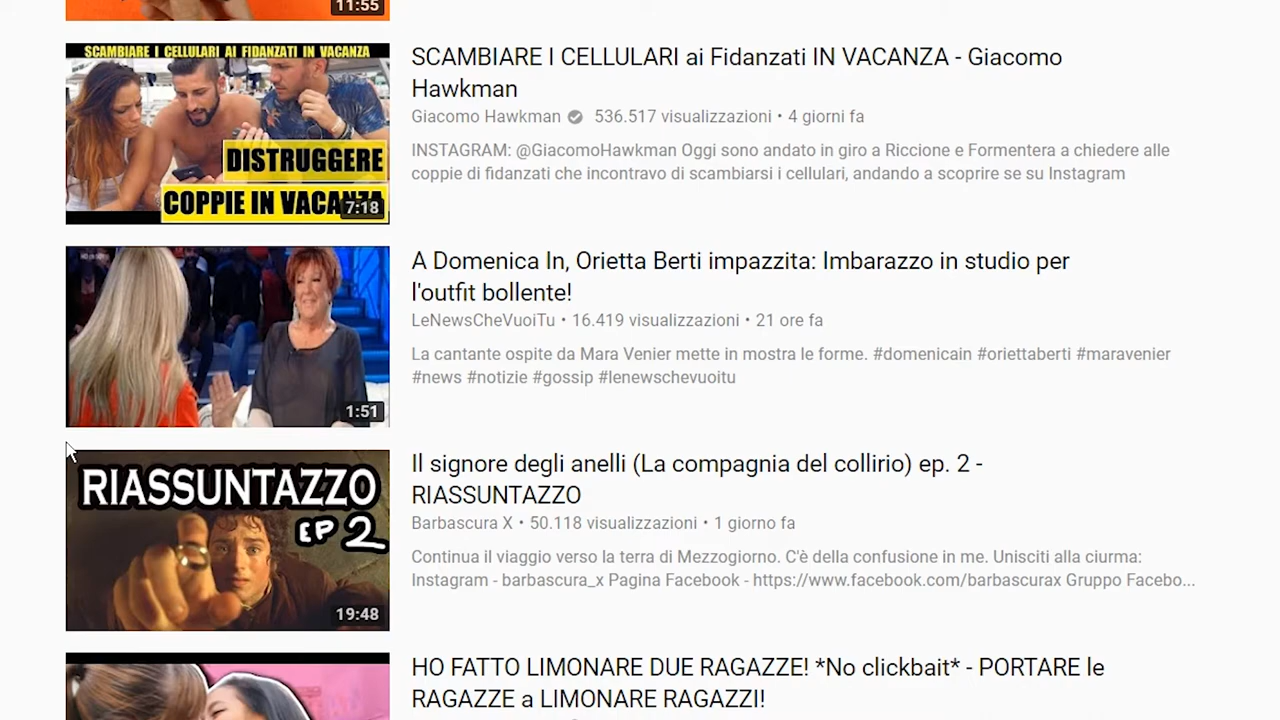 11:55
SCAMBIARE I CELLULARI AI FIDANZATI IN VACANZA
DISTRUGGERE
COPPIE IN VACANZA
7:18
SCAMBIARE I CELLULARI ai Fidanzati IN VACANZA - Giacomo
Hawkman
Giacomo Hawkman 536.517 visualizzazioni • 4 giorni fa
INSTAGRAM: @GiacomoHawkman Oggi sono andato in giro a Riccione e Formentera a chiedere alle
coppie di fidanzati che incontravo di scambiarsi i cellulari, andando a scoprire se su Instagram
1:51
A Domenica In, Orietta Berti impazzita: Imbarazzo in studio per
l'outfit bollente!
LeNewsCheVuoiTu • 16.419 visualizzazioni • 21 ore fa
La cantante ospite da Mara Venier mette in mostra le forme. #domenicain #oriettaberti #maravenier
#news #notizie #gossip #lenewschevuoitu
RIASSUNTAZZO
EP 2
19:48
Il signore degli anelli (La compagnia del collirio) ep. 2 -
RIASSUNTAZZO
Barbascura X • 50.118 visualizzazioni • 1 giorno fa
Continua il viaggio verso la terra di Mezzogiorno. C'è della confusione in me. Unisciti alla ciurma:
Instagram - barbascura_x Pagina Facebook - https://www.facebook.com/barbascurax Gruppo Facebo...
HO FATTO LIMONARE DUE RAGAZZE! *No clickbait* - PORTARE le
RAGAZZE a LIMONARE RAGAZZI!